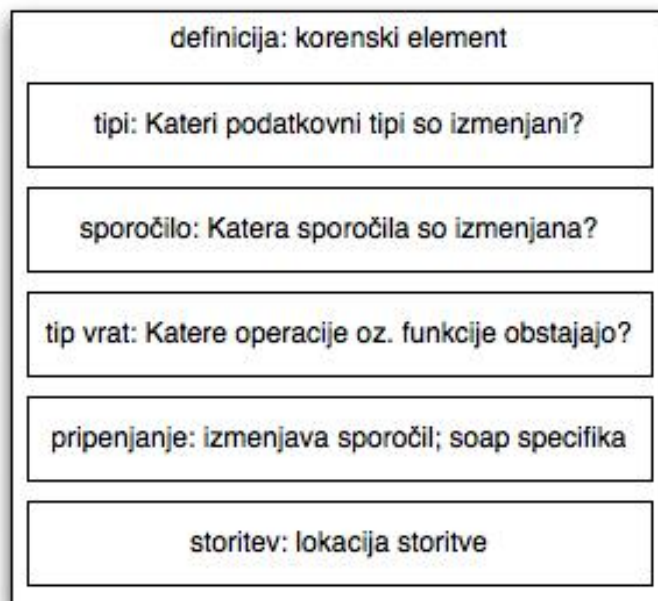 definicija: korenski element
tipi: Kateri podatkovni tipi so izmenjani?
sporočilo: Katera sporočila so izmenjana?
tip vrat: Katere operacije oz. funkcije obstajajo?
pripenjanje: izmenjava sporočil; soap specifika
storitev: lokacija storitve